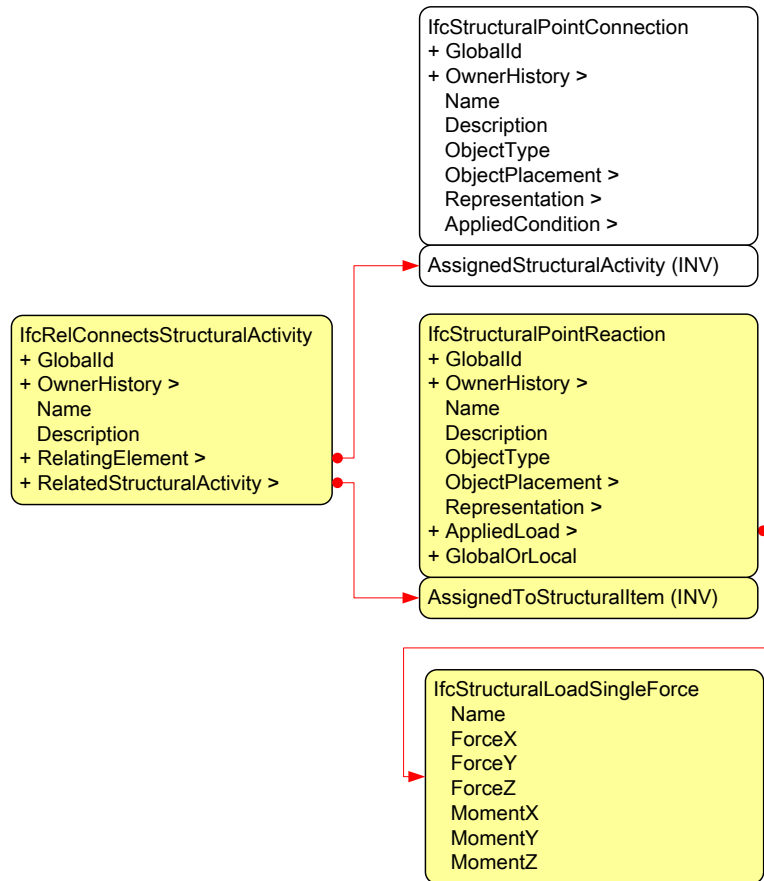 IfcStructuralPointConnection
+ GlobalId
+ OwnerHistory >
Name
Description
ObjectType
ObjectPlacement >
Representation >
AppliedCondition >
AssignedStructuralActivity (INV)
IfcRelConnectsStructuralActivity
+ GlobalId
+ OwnerHistory >
Name
Description
+ RelatingElement >
+ RelatedStructuralActivity >
IfcStructuralPointReaction
+ GlobalId
+ OwnerHistory >
Name
Description
ObjectType
ObjectPlacement >
Representation >
+ AppliedLoad >
+ GlobalOrLocal
AssignedToStructuralItem (INV)
IfcStructuralLoadSingleForce
Name
ForceX
ForceY
ForceZ
MomentX
MomentY
MomentZ